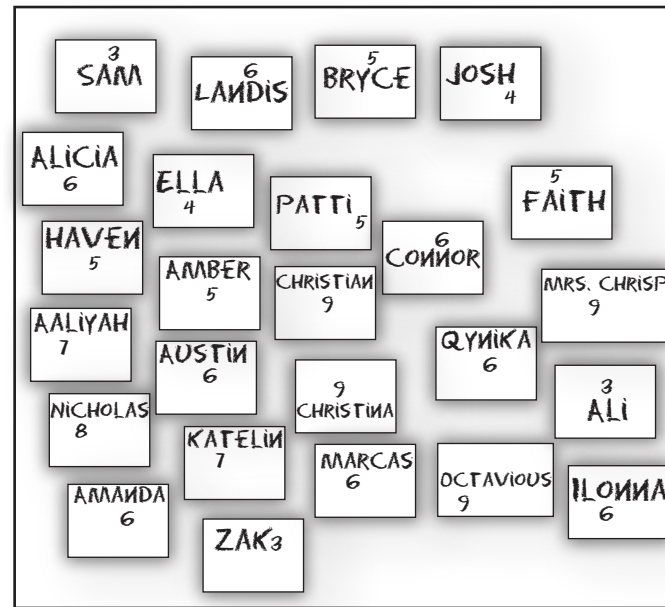 3
SAM
6
LANDiS
5
BRYCE
JOSH
4
ALiCiA
6
ELLA
4
PATTi
5
5
FAiTH
HAVEN
5
6
CONNOR
AMBER
5
CHRiSTiAN
9
MRS. CHRiSP
9
AALiYAH
7
AUSTiN
6
QYNiKA
6
9
CHRiSTiNA
3
ALi
NiCHOLAS
8
KATELiN
7
MARCAS
6
OCTAViOUS
9
iLONNA
6
AMANDA
6
ZAK3